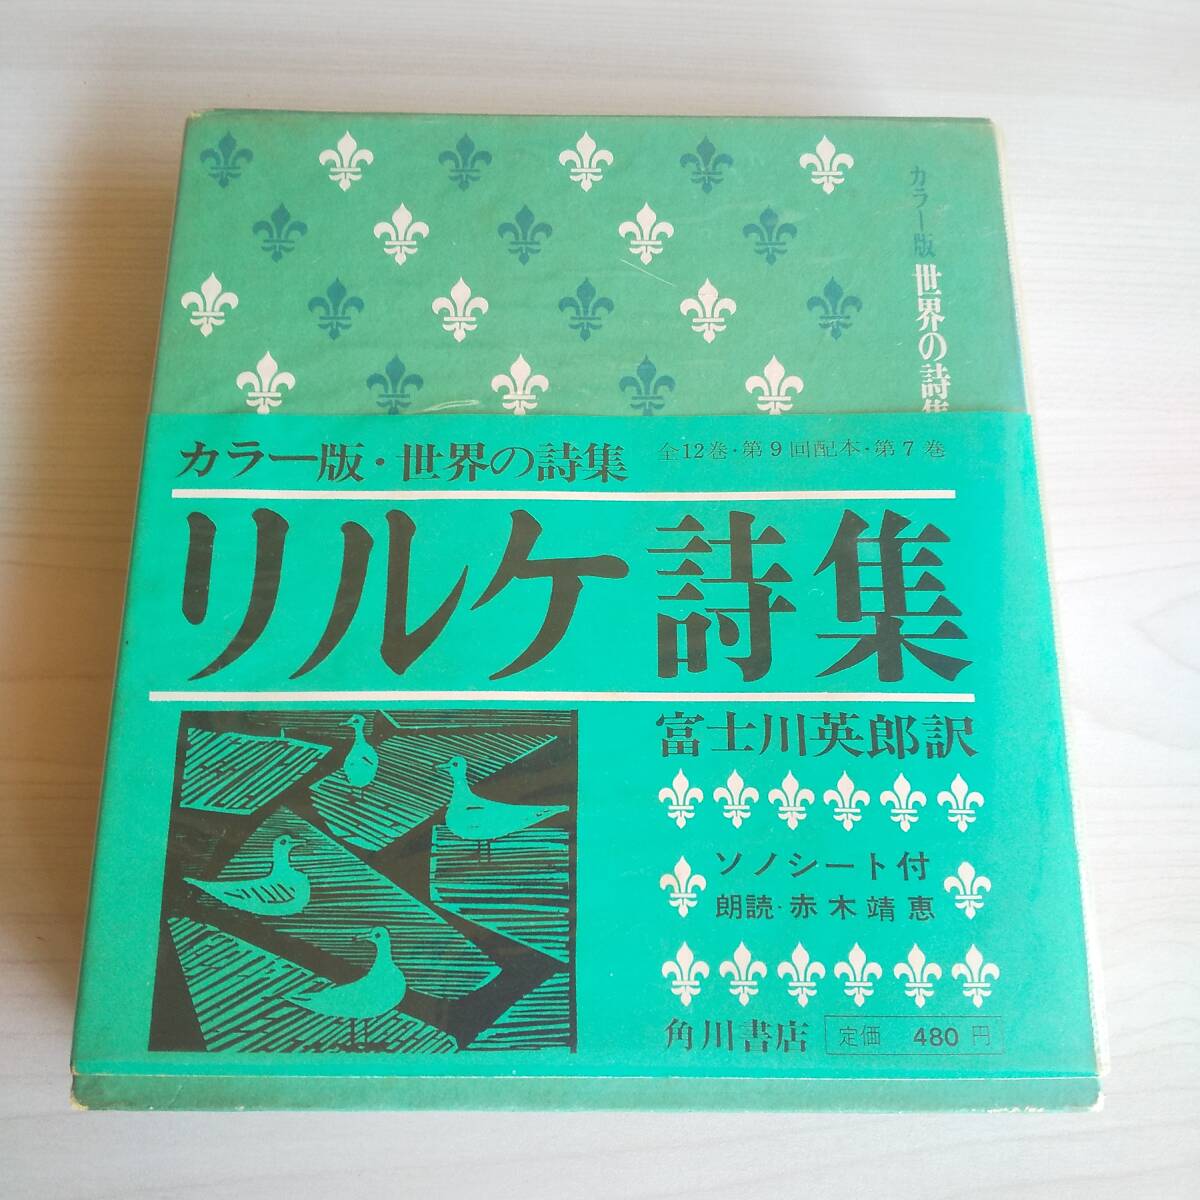 カラー版 世界の詩集
カラー版・世界の詩集
全12巻・第9回配本・第7巻
リルケ詩集
富士川英郎訳
ソノシート付
朗読・赤木靖恵
角川書店
定価 480円